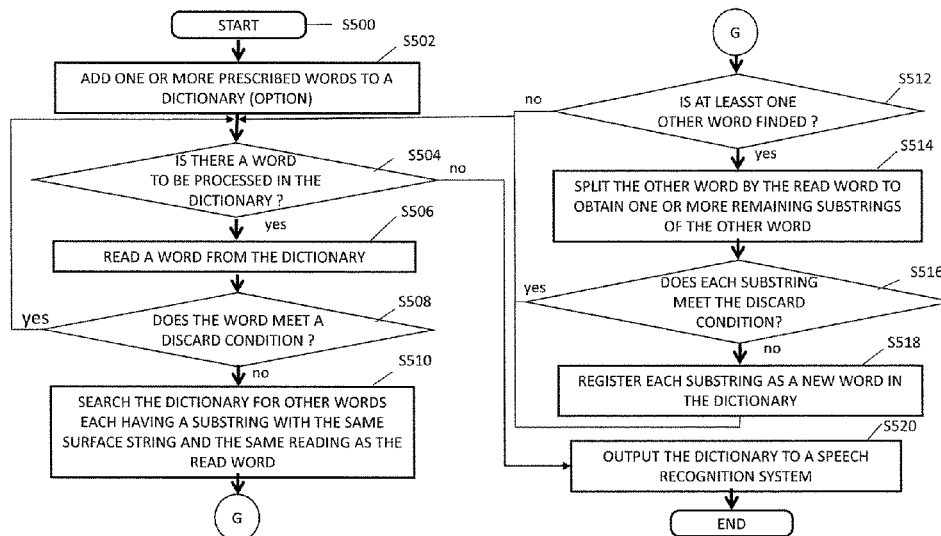 START
S500
S502
ADD ONE OR MORE PRESCRIBED WORDS TO A
DICTIONARY (OPTION)
S504
IS THERE A WORD
TO BE PROCESSED IN THE
DICTIONARY ?
no
yes
S506
READ A WORD FROM THE DICTIONARY
S508
DOES THE WORD MEET A
DISCARD CONDITION ?
yes
no
S510
SEARCH THE DICTIONARY FOR OTHER WORDS
EACH HAVING A SUBSTRING WITH THE SAME
SURFACE STRING AND THE SAME READING AS THE
READ WORD
G
G
S512
no
IS AT LEASST ONE
OTHER WORD FINDED ?
yes
S514
SPLIT THE OTHER WORD BY THE READ WORD TO
OBTAIN ONE OR MORE REMAINING SUBSTRINGS
OF THE OTHER WORD
S516
yes
DOES EACH SUBSTRING
MEET THE DISCARD
CONDITION?
no
S518
REGISTER EACH SUBSTRING AS A NEW WORD IN
THE DICTIONARY
S520
OUTPUT THE DICTIONARY TO A SPEECH
RECOGNITION SYSTEM
END